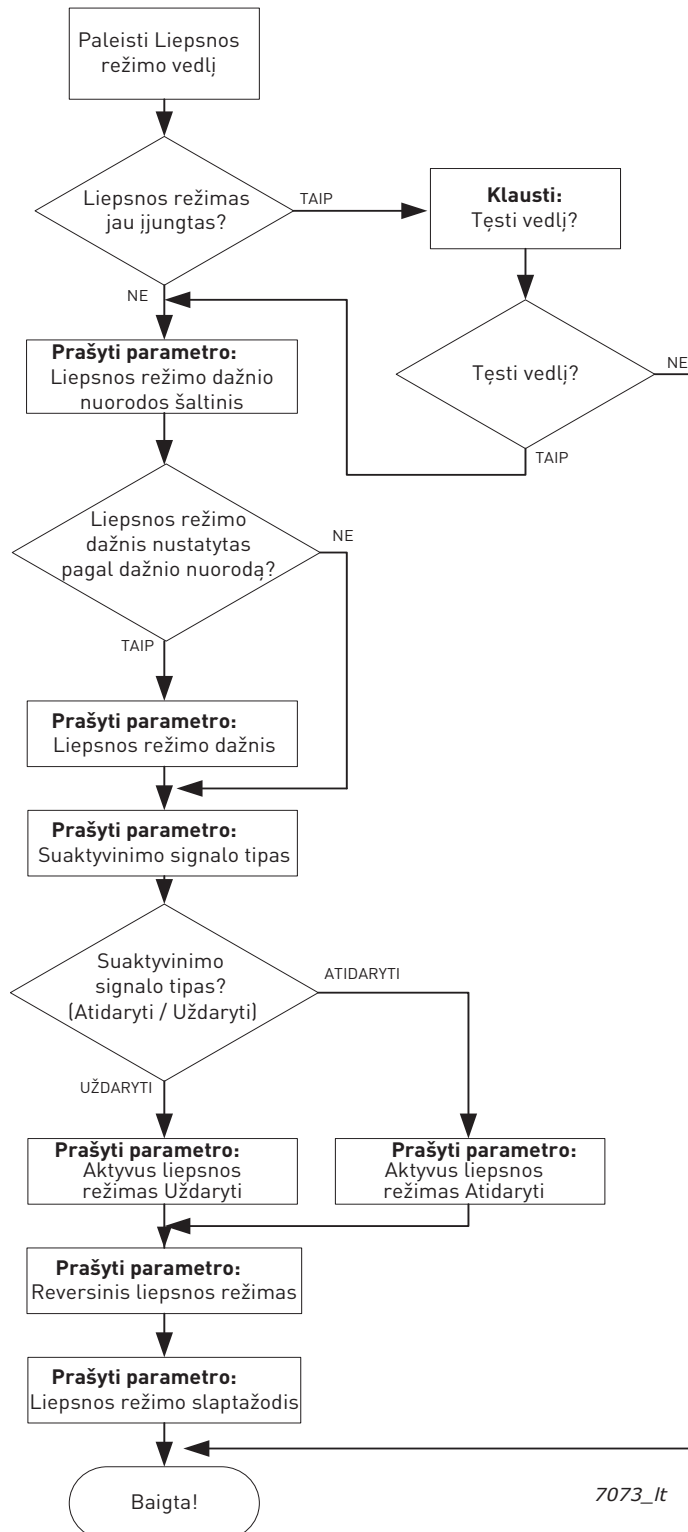 Paleisti Liepsnos
režimo vedlį
Liepsnos režimas
jau įjungtas?
TAIP
Klausti:
Tęsti vedlį?
NE
Prašyti parametro:
Liepsnos režimo dažnio
nuorodos šaltinis
Tęsti vedlį?
NE
TAIP
Liepsnos režimo
dažnis nustatytas
pagal dažnio nuorodą?
NE
TAIP
Prašyti parametro:
Liepsnos režimo dažnis
Prašyti parametro:
Suaktyvinimo signalo tipas
Suaktyvinimo
signalo tipas?
(Atidaryti / Uždaryti)
ATIDARYTI
UŽDARYTI
Prašyti parametro:
Aktyvus liepsnos
režimas Uždaryti
Prašyti parametro:
Aktyvus liepsnos
režimas Atidaryti
Prašyti parametro:
Reversinis liepsnos režimas
Prašyti parametro:
Liepsnos režimo slaptažodis
Baigta!
7073_lt